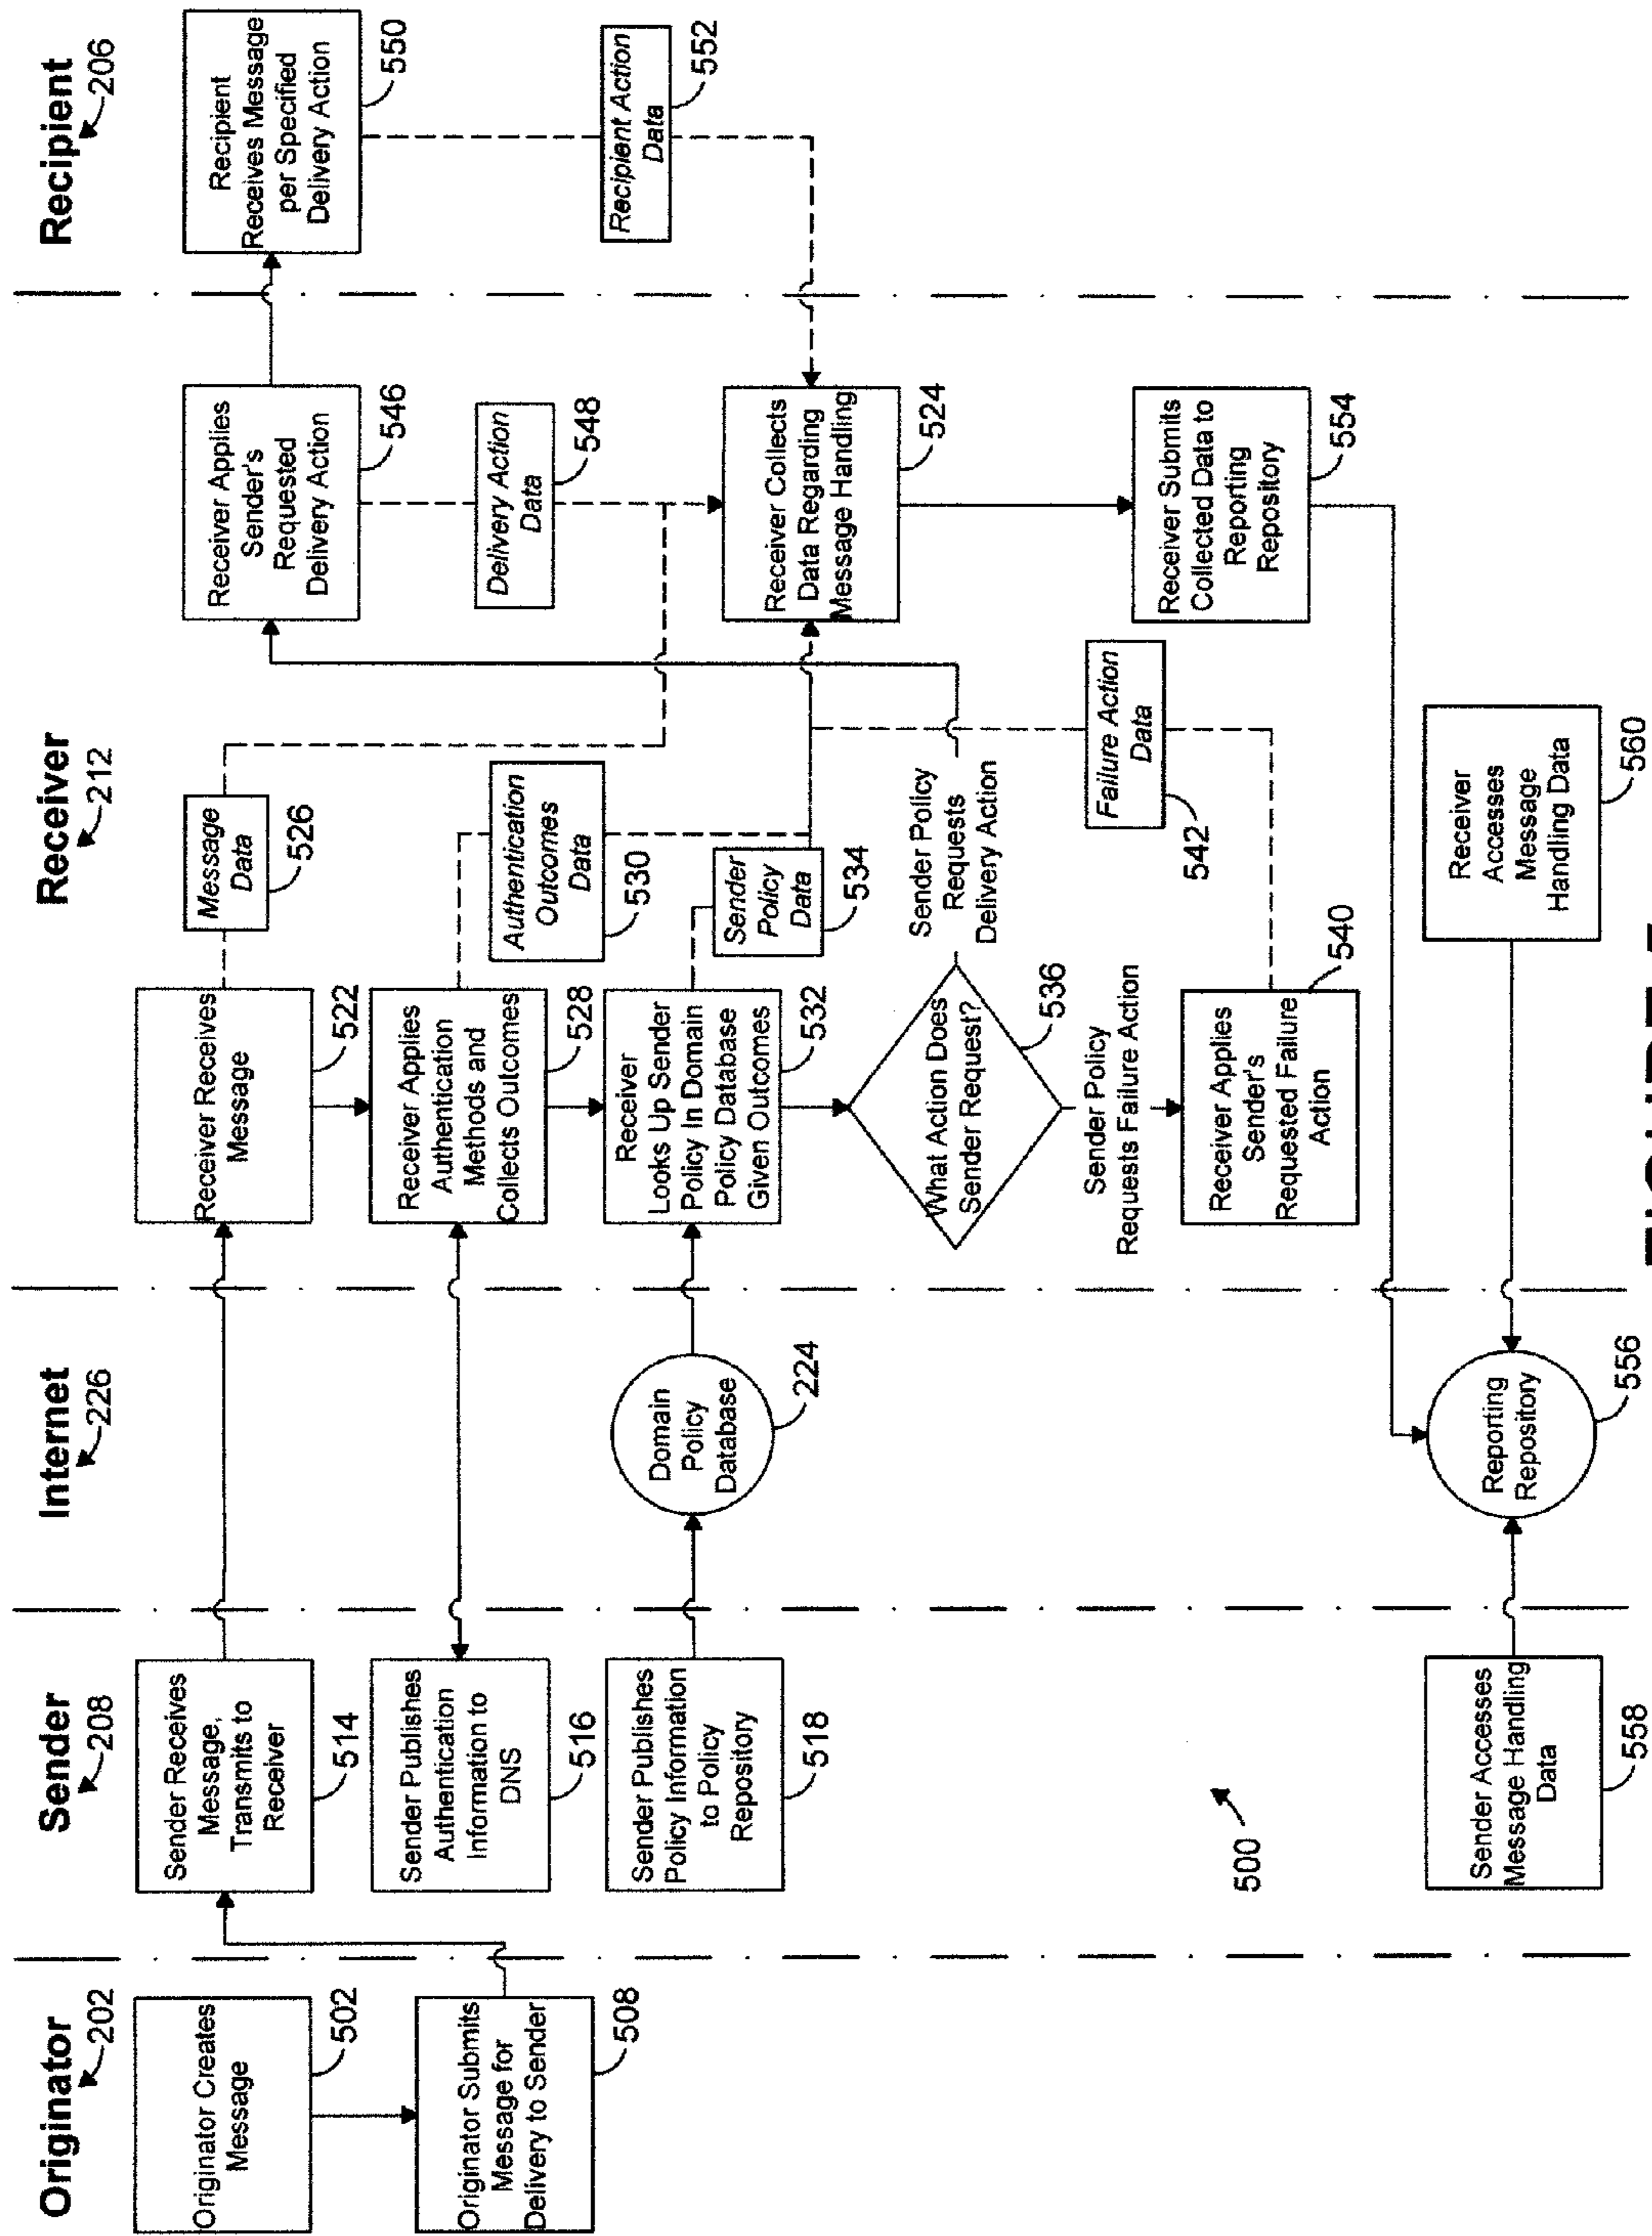 Originator
202
Sender
208
Internet
226
Receiver
212
Recipient
206
Originator Creates
Message
502
Originator Submits
Message for
Delivery to Sender
508
Sender Receives
Message,
Transmits to
Receiver
514
Sender Publishes
Authentication
Information to
DNS
516
Sender Publishes
Policy Information
to Policy
Repository
518
500
Sender Accesses
Message Handling
Data
558
Domain
Policy
Database
224
Reporting
Repository
556
Receiver Receives
Message
522
Message
Data
526
Receiver Applies
Authentication
Methods and
Collects Outcomes
528
Authentication
Outcomes
Data
530
Receiver
Looks Up Sender
Policy In Domain
Policy Database
Given Outcomes
532
Sender
Policy
Data
534
What Action Does
Sender Request?
536
Sender Policy
Requests
Delivery Action
Sender Policy
Requests Failure Action
Receiver Applies
Sender's
Requested Failure
Action
540
Failure Action
Data
542
Receiver Applies
Sender's
Requested
Delivery Action
546
Delivery Action
Data
548
Receiver Collects
Data Regarding
Message Handling
524
Receiver Submits
Collected Data to
Reporting
Repository
554
Receiver
Accesses
Message
Handling Data
560
Recipient
Receives Message
per Specified
Delivery Action
550
Recipient Action
Data
552